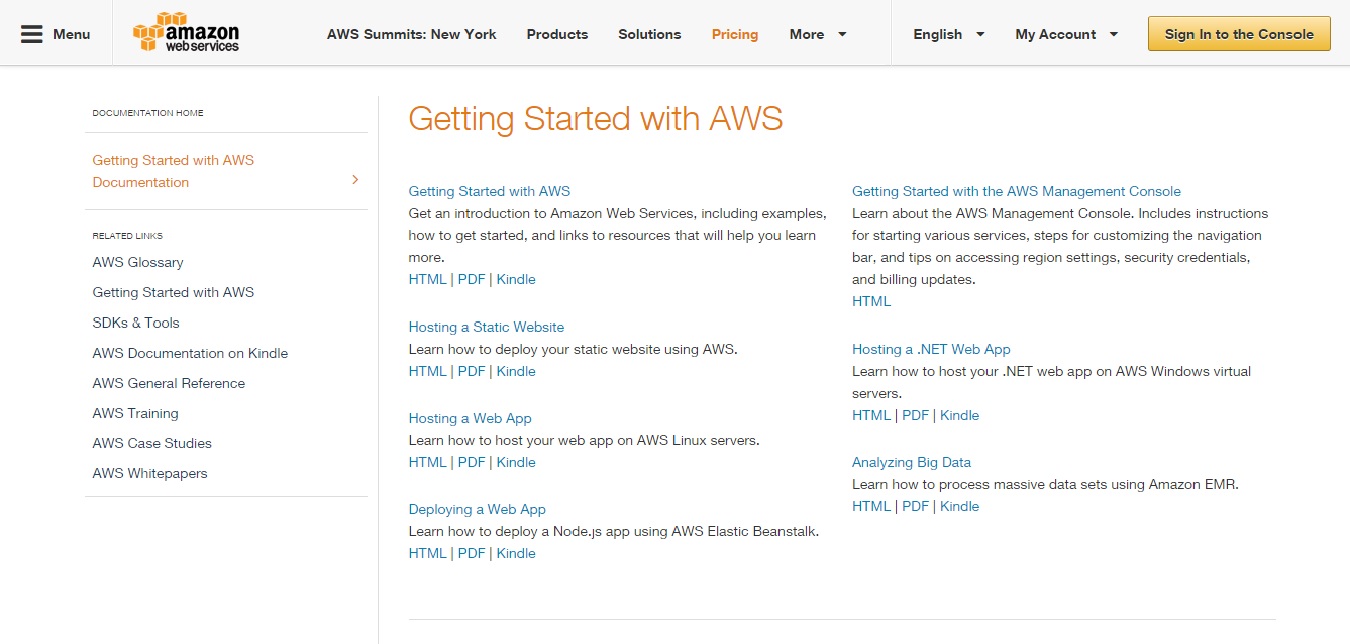 Menu
amazon
web services
AWS Summits: New York
Products
Solutions
Pricing
More
English
My Account
Sign In to the Console
DOCUMENTATION HOME
Getting Started with AWS
Documentation
RELATED LINKS
AWS Glossary
Getting Started with AWS
SDKs & Tools
AWS Documentation on Kindle
AWS General Reference
AWS Training
AWS Case Studies
AWS Whitepapers
Getting Started with AWS
Getting Started with AWS
Get an introduction to Amazon Web Services, including examples,
how to get started, and links to resources that will help you learn
more.
HTML | PDF | Kindle
Hosting a Static Website
Learn how to deploy your static website using AWS.
HTML | PDF | Kindle
Hosting a Web App
Learn how to host your web app on AWS Linux servers.
HTML | PDF | Kindle
Deploying a Web App
Learn how to deploy a Node.js app using AWS Elastic Beanstalk.
HTML | PDF | Kindle
Getting Started with the AWS Management Console
Learn about the AWS Management Console. Includes instructions
for starting various services, steps for customizing the navigation
bar, and tips on accessing region settings, security credentials,
and billing updates.
HTML
Hosting a .NET Web App
Learn how to host your .NET web app on AWS Windows virtual
servers.
HTML | PDF | Kindle
Analyzing Big Data
Learn how to process massive data sets using Amazon EMR.
HTML | PDF | Kindle